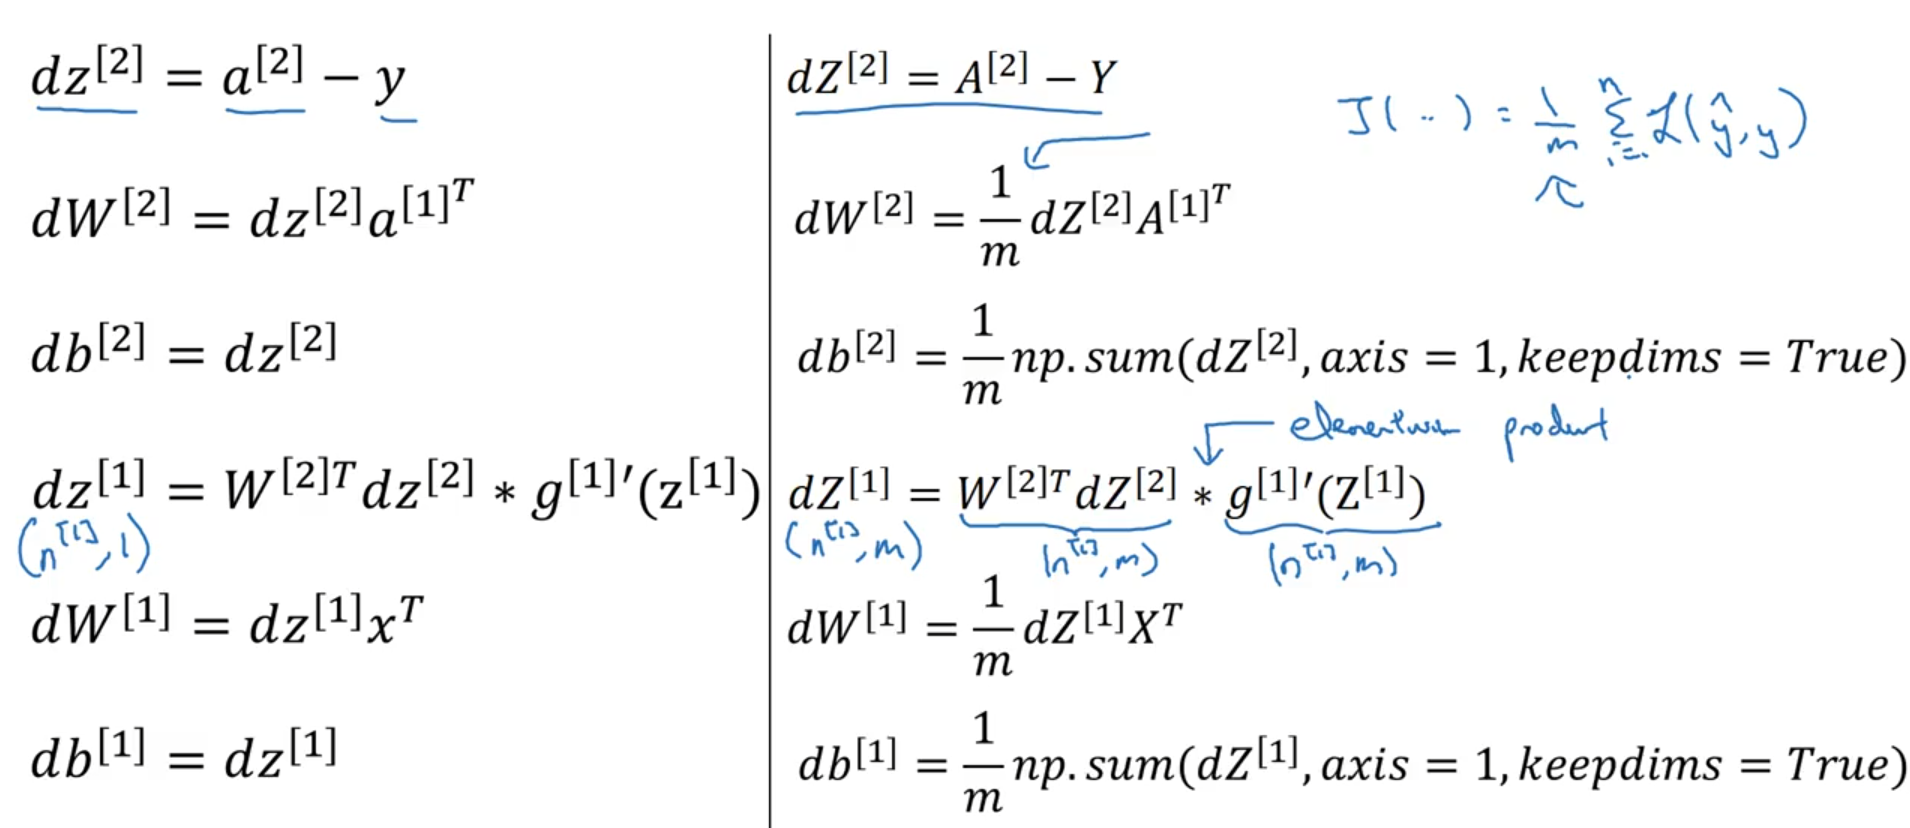 dz^[2] = a^[2] − y
dW^[2] = dz^[2] a^[1]^T
db^[2] = dz^[2]
dz^[1] = W^[2]T dz^[2] * g^[1]′(z^[1])
(n^[1], 1)
dW^[1] = dz^[1] x^T
db^[1] = dz^[1]
dZ^[2] = A^[2] − Y
J(..) = 1/m n Σ i= L(ŷ, y)
dW^[2] = 1/m dZ^[2] A^[1]^T
db^[2] = 1/m np.sum(dZ^[2], axis = 1, keepdims = True)
elementwise product
dZ^[1] = W^[2]T dZ^[2] * g^[1]′(Z^[1])
(n^[1], m) (n^[1], m) (n^[1], m)
dW^[1] = 1/m dZ^[1] X^T
db^[1] = 1/m np.sum(dZ^[1], axis = 1, keepdims = True)